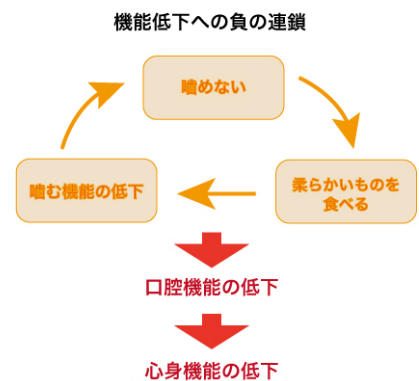 機能低下への負の連鎖
噛めない
柔らかいものを
食べる
噛む機能の低下
口腔機能の低下
心身機能の低下